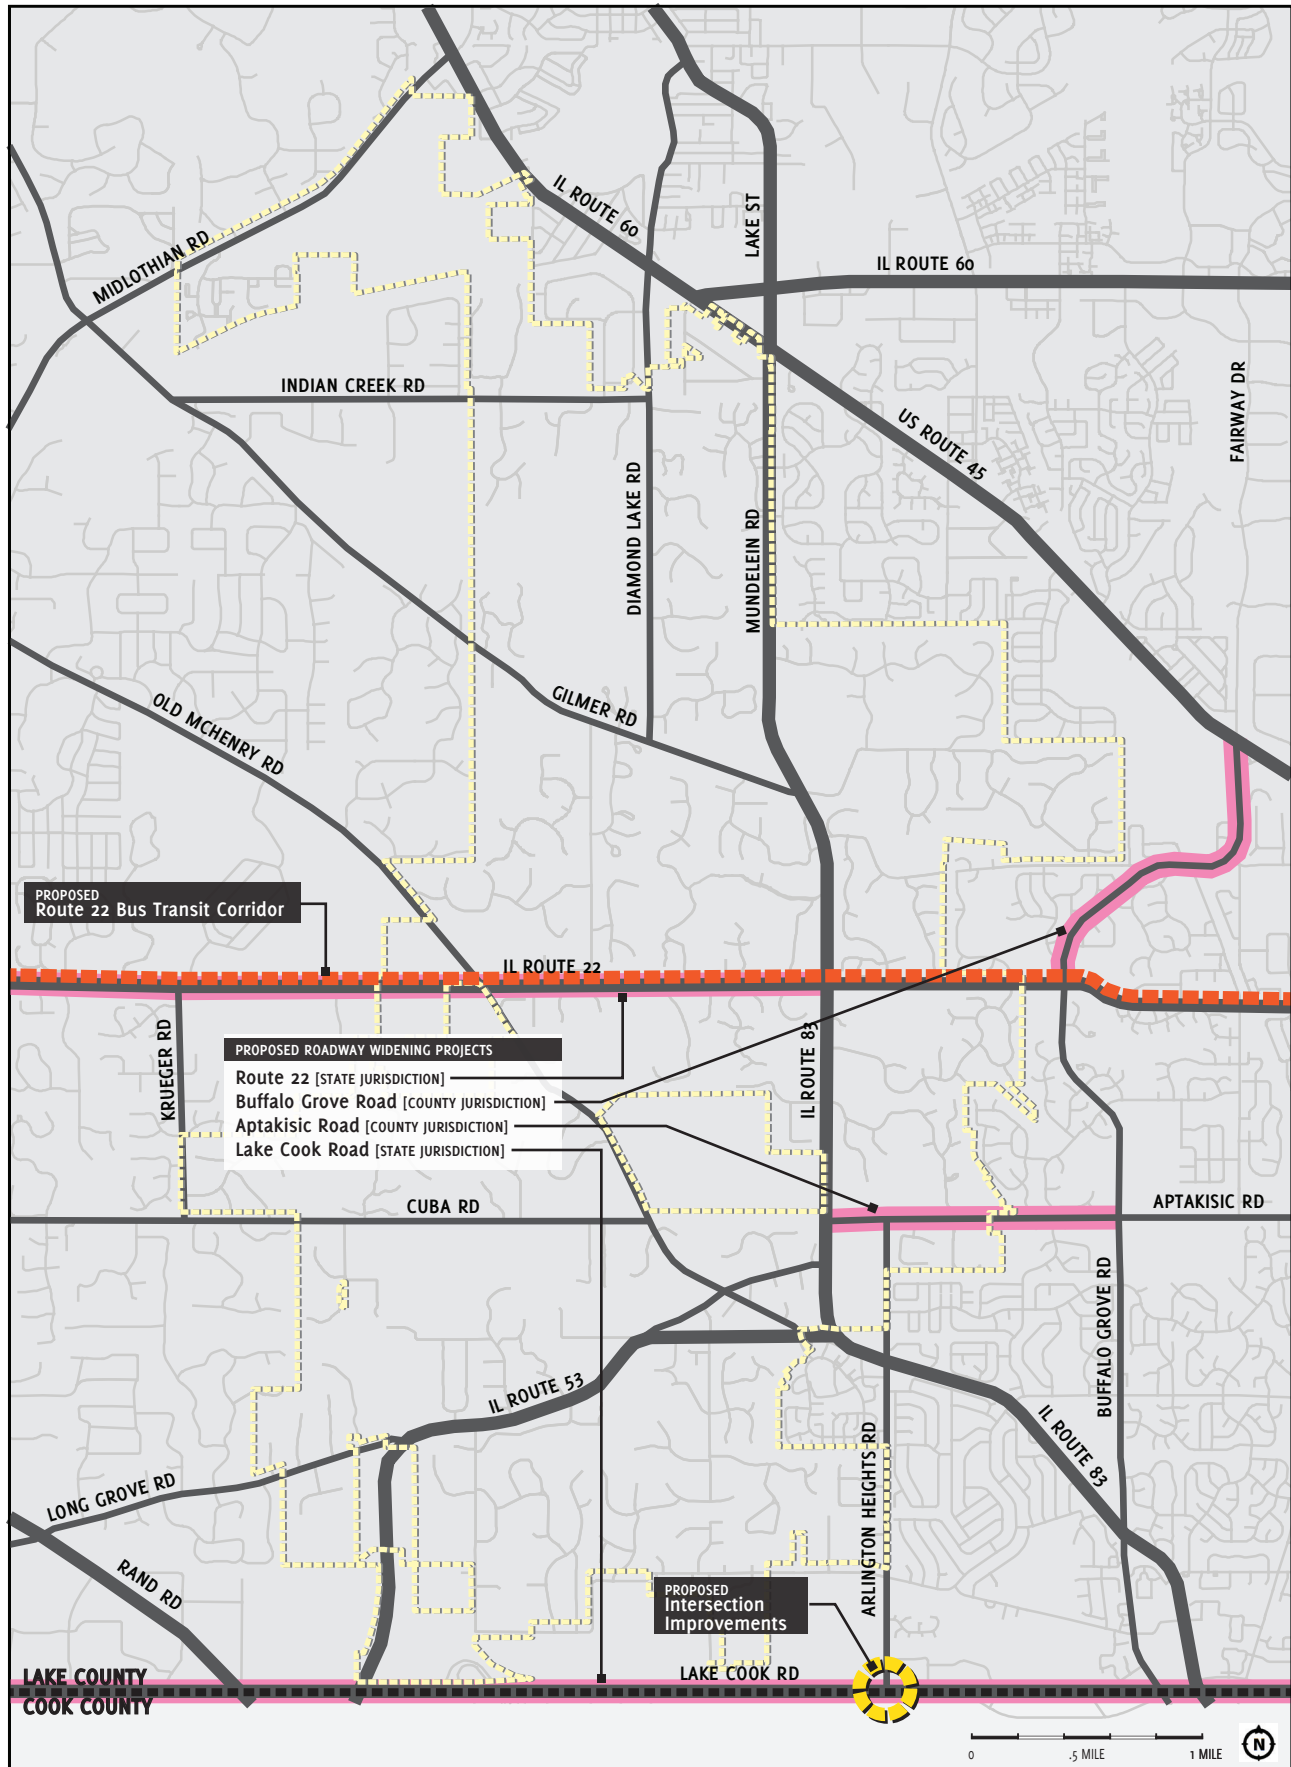 IL ROUTE 60
LAKE ST
MIDLOTHIAN RD
IL ROUTE 60
INDIAN CREEK RD
FAIRWAY DR
US ROUTE 45
DIAMOND LAKE RD
MUNDELEIN RD
OLD MCHENRY RD
GILMER RD
PROPOSED
Route 22 Bus Transit Corridor
IL ROUTE 22
KRUEGER RD
IL ROUTE 83
PROPOSED ROADWAY WIDENING PROJECTS
Route 22 [STATE JURISDICTION]
Buffalo Grove Road [COUNTY JURISDICTION]
Aptakisic Road [COUNTY JURISDICTION]
Lake Cook Road [STATE JURISDICTION]
CUBA RD
APTAKISIC RD
BUFFALO GROVE RD
IL ROUTE 53
IL ROUTE 83
ARLINGTON HEIGHTS RD
LONG GROVE RD
RAND RD
PROPOSED
Intersection
Improvements
LAKE COOK RD
LAKE COUNTY
COOK COUNTY
0 .5 MILE 1 MILE
N